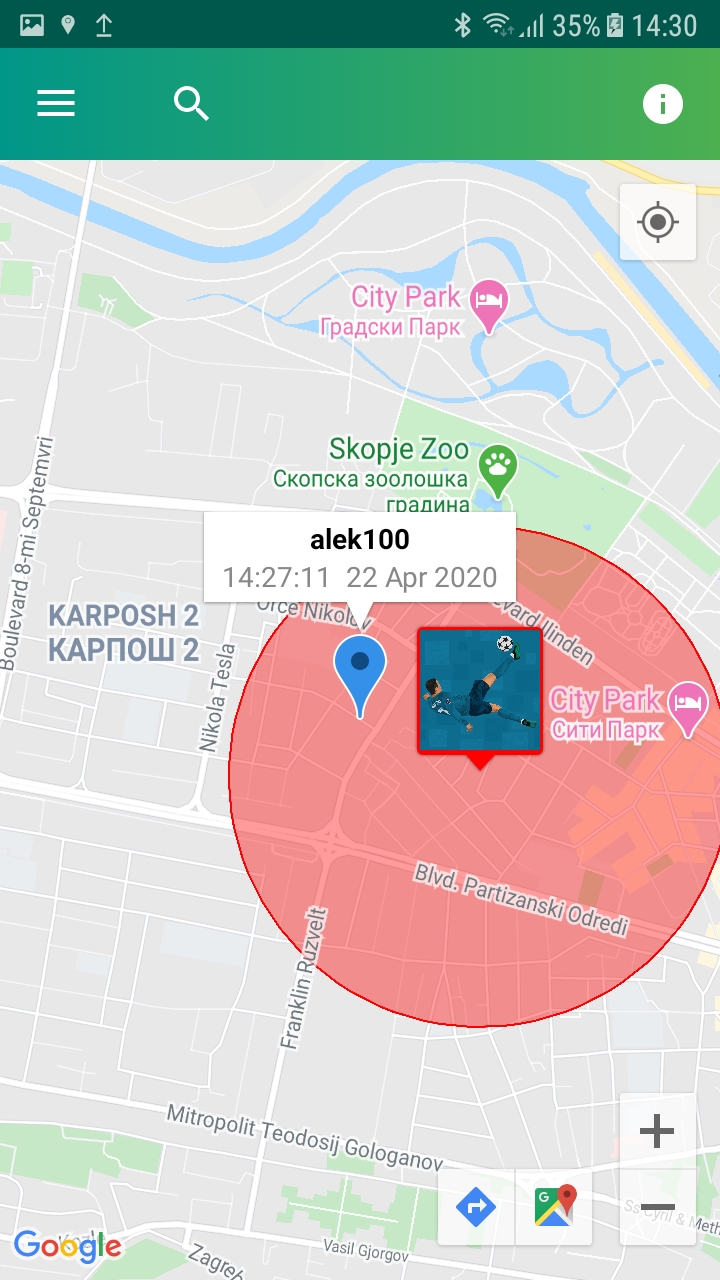 35% 14:30
City Park
Градски Парк
Skopje Zoo
Скопска зоолошка
градина
alek100
14:27:11 22 Apr 2020
Boulevard 8-mi Septemvri
KARPOSH 2
КАРПОШ 2
Orce Nikolov
evard Ilinden
Nikola Tesla
City Park
Сити Парк
Blvd. Partizanski Odredi
Franklin Ruzvelt
Mitropolit Teodosij Gologanov
G
Ss Cyril & Meth
Google
Zagreb
Vasil Gjorgov